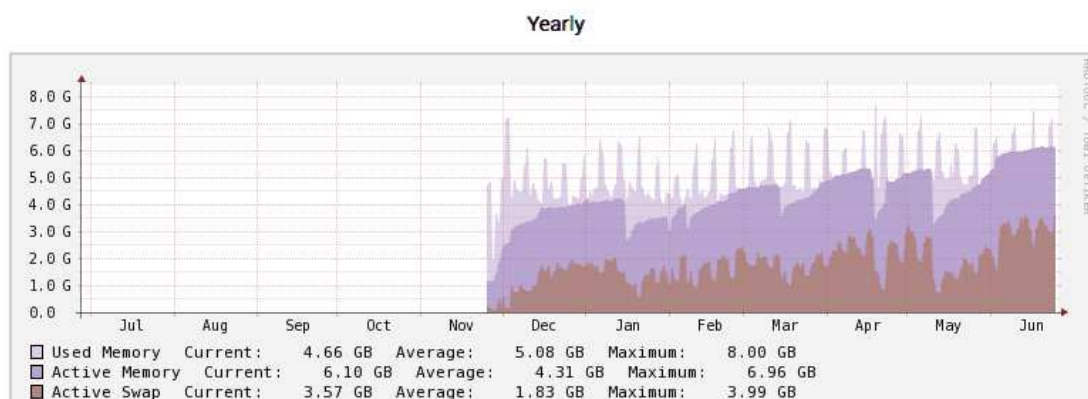 Yearly
8.0 G
7.0 G
6.0 G
5.0 G
4.0 G
3.0 G
2.0 G
1.0 G
0.0
Jul Aug Sep Oct Nov Dec Jan Feb Mar Apr May Jun
Used Memory Current: 4.66 GB Average: 5.08 GB Maximum: 8.00 GB
Active Memory Current: 6.10 GB Average: 4.31 GB Maximum: 6.96 GB
Active Swap Current: 3.57 GB Average: 1.83 GB Maximum: 3.99 GB